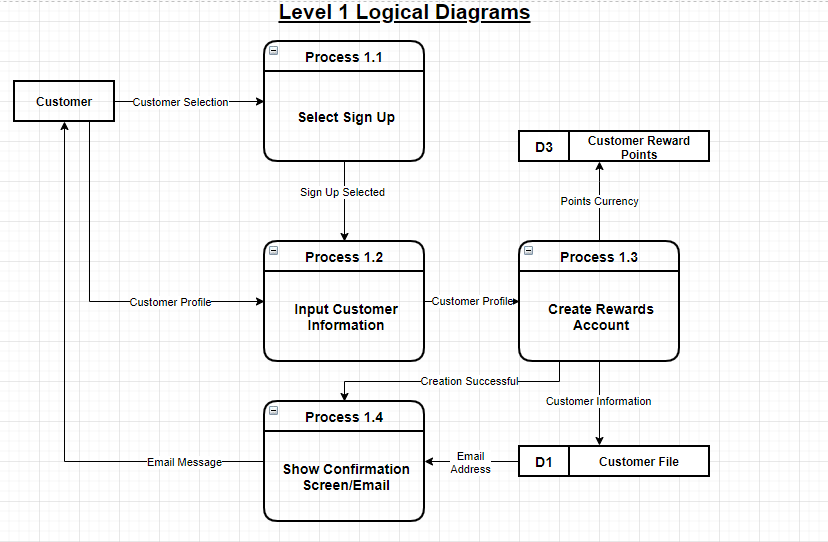 Level 1 Logical Diagrams
Process 1.1
Customer
Customer Selection
Select Sign Up
D3
Customer Reward
Points
Sign Up Selected
Points Currency
Process 1.2
Process 1.3
Customer Profile
Input Customer
Information
Customer Profile
Create Rewards
Account
Creation Successful
Customer Information
Process 1.4
Email Message
Show Confirmation
Screen/Email
Email
Address
D1
Customer File